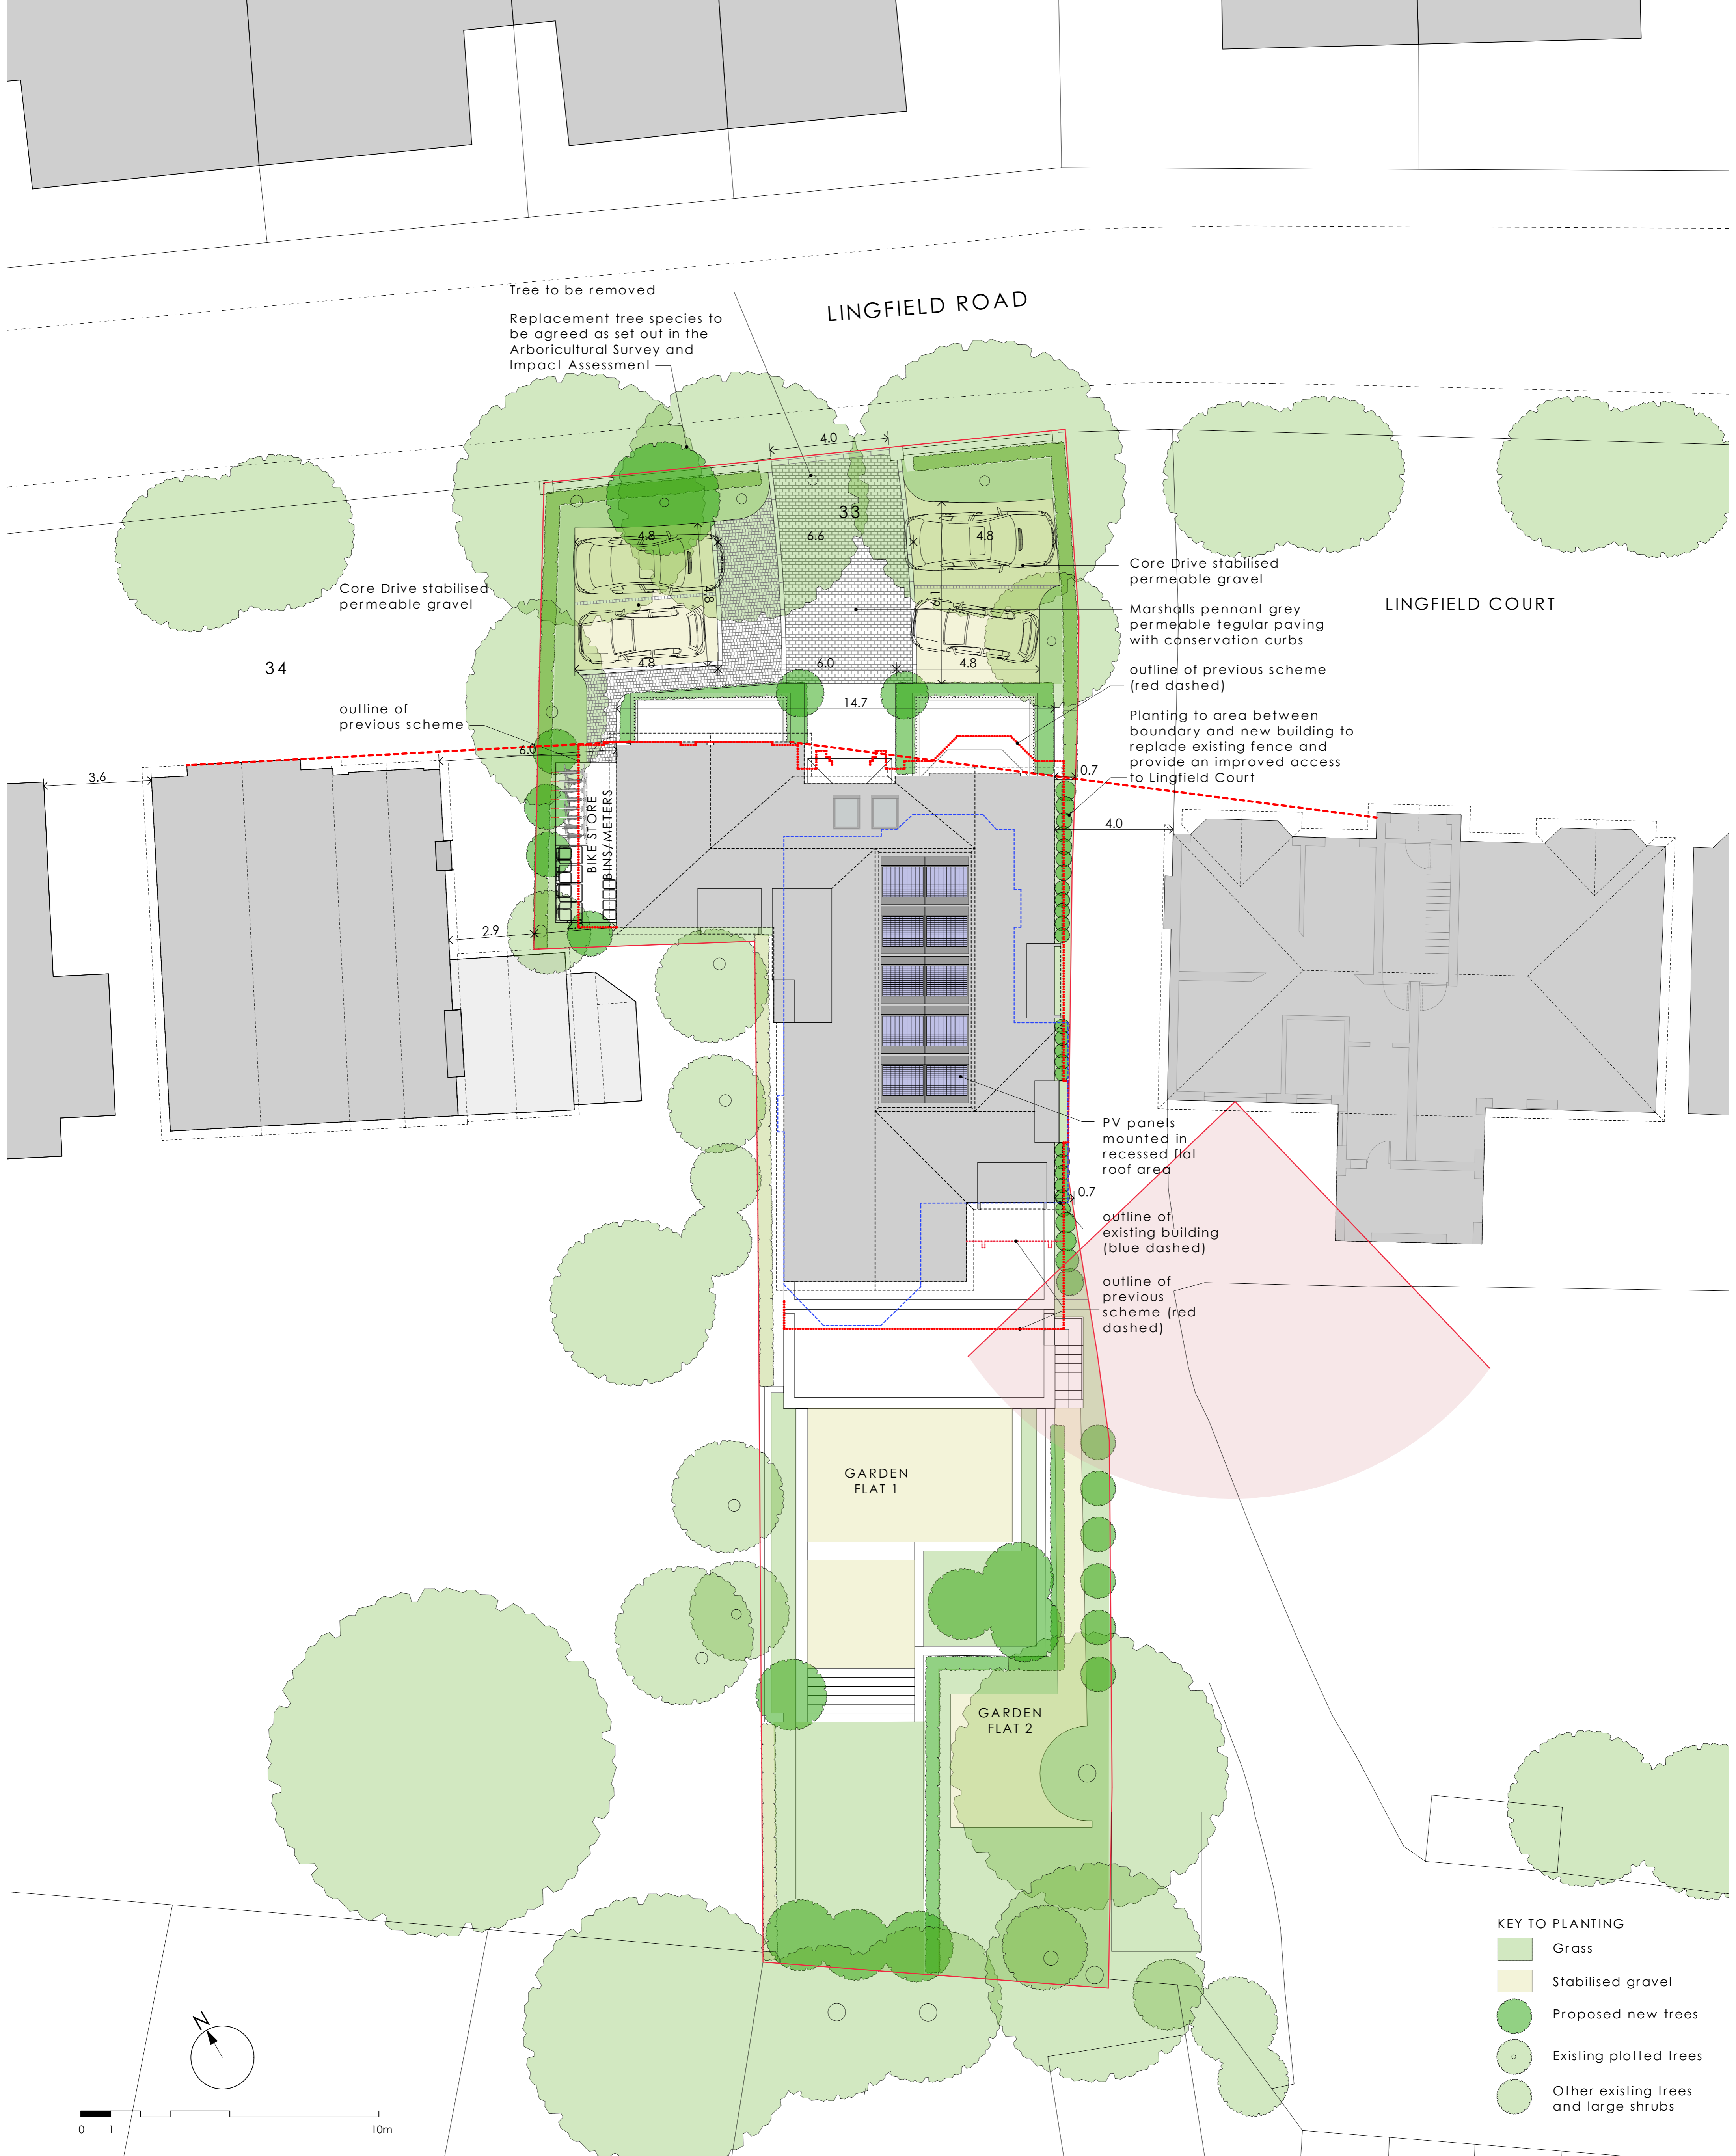 Tree to be removed
Replacement tree species to
be agreed as set out in the
Arboricultural Survey and
Impact Assessment
LINGFIELD ROAD
4.0
33
4.8
6.6
4.8
4.8
6.1
Core Drive stabilised
permeable gravel
Core Drive stabilised
permeable gravel
Marshalls pennant grey
permeable tegular paving
with conservation curbs
LINGFIELD COURT
34
4.8
6.0
4.8
outline of previous scheme
(red dashed)
14.7
outline of
previous scheme
Planting to area between
boundary and new building to
replace existing fence and
provide an improved access
to Lingfield Court
6.0
3.6
0.7
4.0
BIKE STORE
BINS/METERS
2.9
PV panels
mounted in
recessed flat
roof area
0.7
outline of
existing building
(blue dashed)
outline of
previous
scheme (red
dashed)
GARDEN
FLAT 1
GARDEN
FLAT 2
KEY TO PLANTING
Grass
Stabilised gravel
Proposed new trees
Existing plotted trees
Other existing trees
and large shrubs
N
0 1 10m